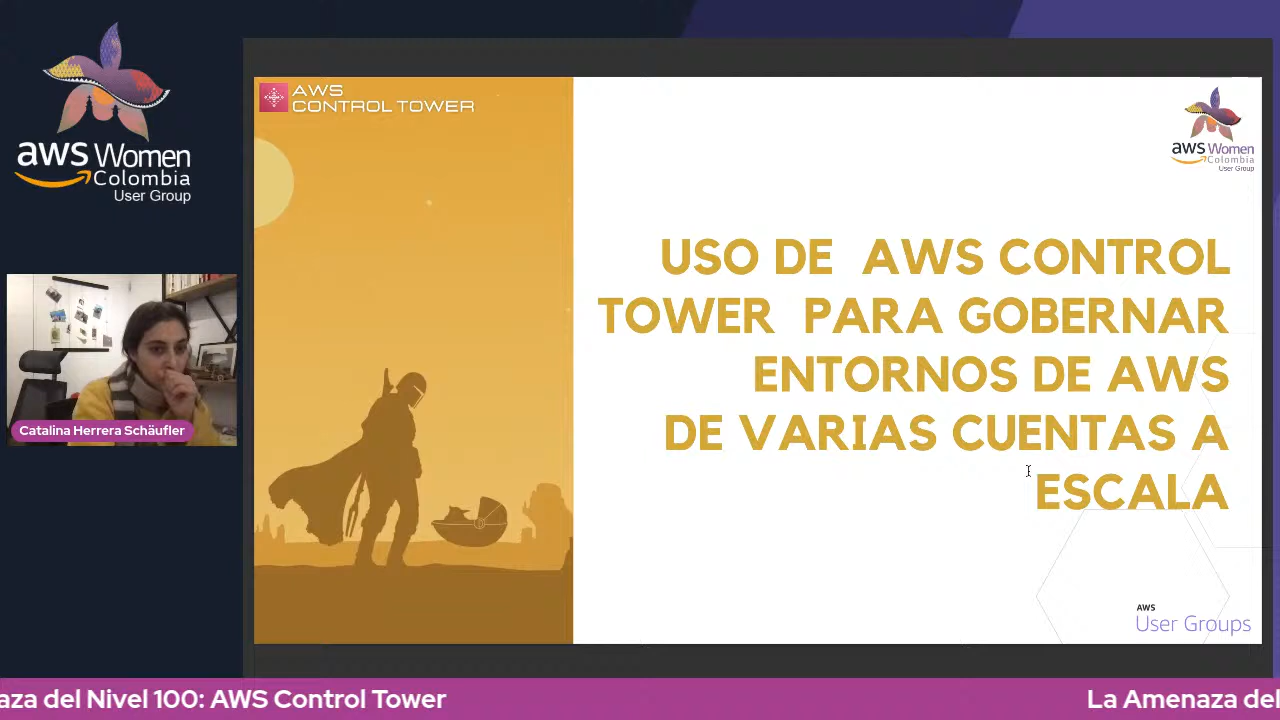 aws Women
Colombia
User Group
AWS
CONTROL TOWER
aws Women
Colombia
User Group
USO DE AWS CONTROL
TOWER PARA GOBERNAR
ENTORNOS DE AWS
DE VARIAS CUENTAS A
ESCALA
Catalina Herrera Schäufler
AWS
User Groups
aza del Nivel 100: AWS Control Tower
La Amenaza del